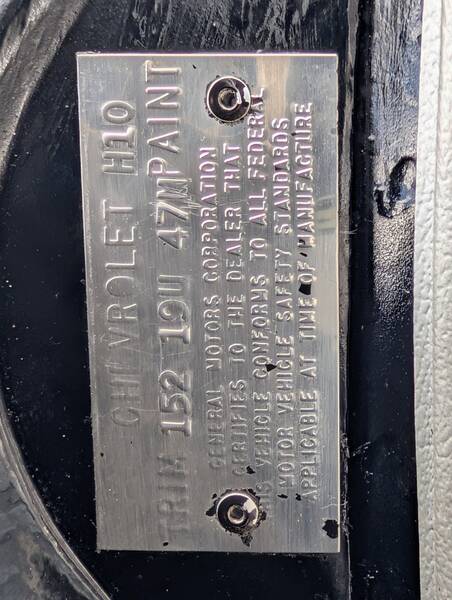 CHEVROLET H10
TRIM 152 19U 47M PAINT
GENERAL MOTORS CORPORATION
CERTIFIES TO THE DEALER THAT
VEHICLE CONFORMS TO ALL FEDERAL
MOTOR VEHICLE SAFETY STANDARDS
APPLICABLE AT TIME OF MANUFACTURE